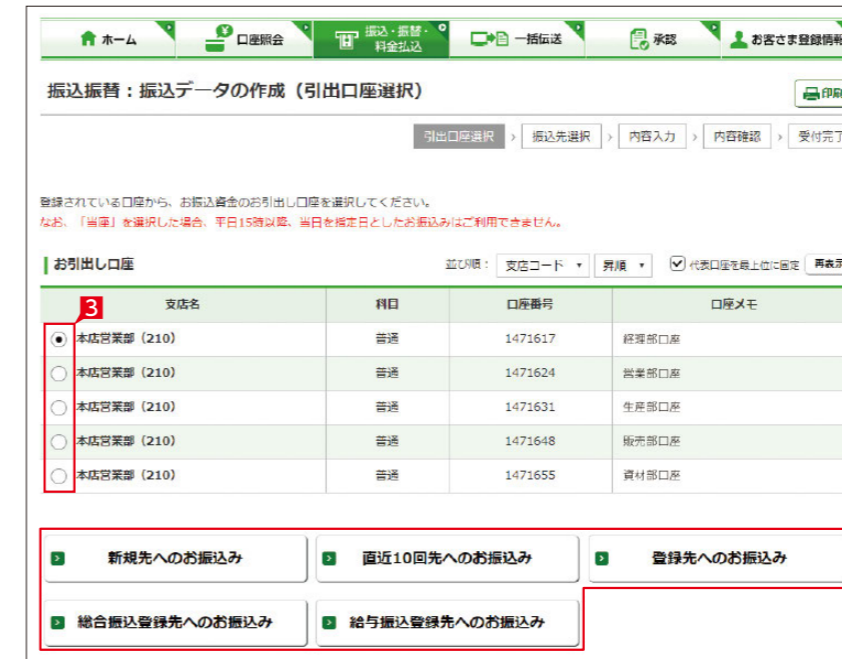 ホーム 口座照会 振込・振替・ 一括伝送 承認 お客さま登録情報
料金払込
振込振替：振込データの作成（引出口座選択）
印刷
引出口座選択 › 振込先選択 › 内容入力 › 内容確認 › 受付完了
登録されている口座から、お振込資金のお引出し口座を選択してください。
なお、「当座」を選択した場合、平日15時以降、当日を指定日としたお振込みはご利用できません。
お引出し口座 並び順： 支店コード 昇順 代表口座を最上位に固定 再表示
3
支店名 科目 口座番号 口座メモ
本店営業部（210） 普通 1471617 経理部口座
本店営業部（210） 普通 1471624 営業部口座
本店営業部（210） 普通 1471631 生産部口座
本店営業部（210） 普通 1471648 販売部口座
本店営業部（210） 普通 1471655 資材部口座
新規先へのお振込み 直近10回先へのお振込み 登録先へのお振込み
総合振込登録先へのお振込み 給与振込登録先へのお振込み